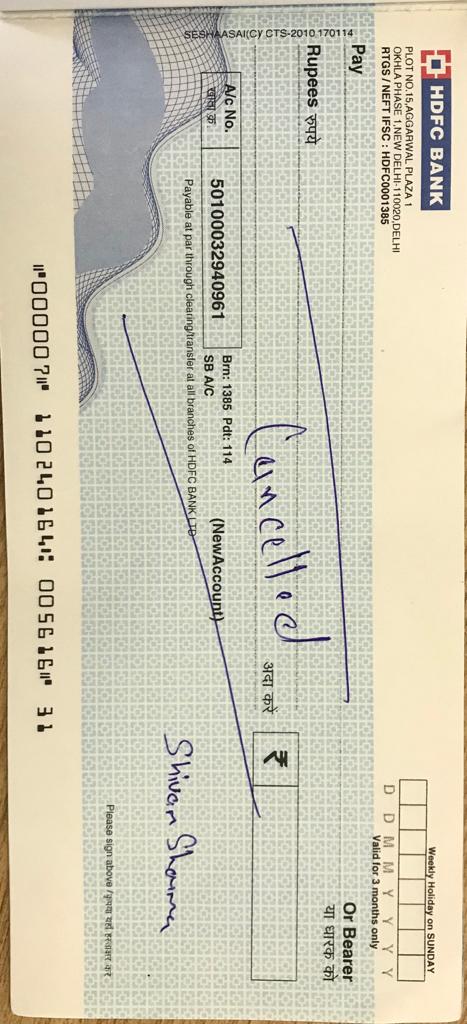 SESHAASAI(C)/ CTS-2010 170114
HDFC BANK
PLOT NO.15,AGGARWAL PLAZA 1
OKHLA PHASE 1,NEW DELHI-110020,DELHI
RTGS / NEFT IFSC : HDFC0001385
Weekly Holiday on SUNDAY
D D M M Y Y Y Y
Valid for 3 months only
Pay
Or Bearer
या धारक को
Rupees रुपये
Cancelled
अदा करें ₹
A/c No.
खाता क्र.
50100032940961
Brn: 1385 Pdt: 114
SB A/C
(NewAccount)
Payable at par through clearing/transfer at all branches of HDFC BANK LTD
Shivam Sharma
Please sign above / कृपया यहाँ हस्ताक्षर करें
⑈000007⑈ 110240164⑆ 005616⑈ 31